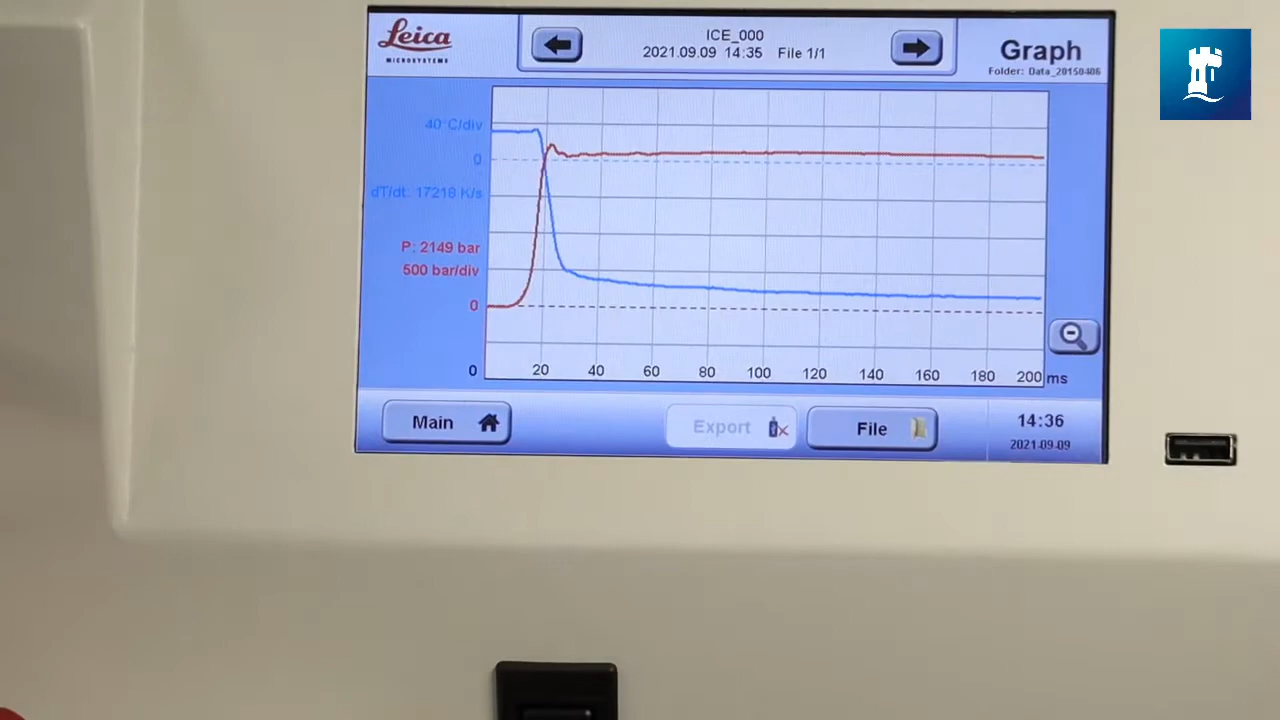 Leica
MICROSYSTEMS
ICE_000
2021.09.09 14:35 File 1/1
Graph
Folder: Data_20150406
40°C/div
0
dT/dt: 17218 K/s
P: 2149 bar
500 bar/div
0
0 20 40 60 80 100 120 140 160 180 200 ms
Main
Export
File
14:36
2021-09-09